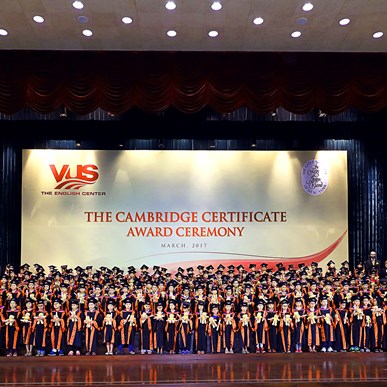 VUS
THE ENGLISH CENTER
THE CAMBRIDGE CERTIFICATE
AWARD CEREMONY
MARCH, 2017